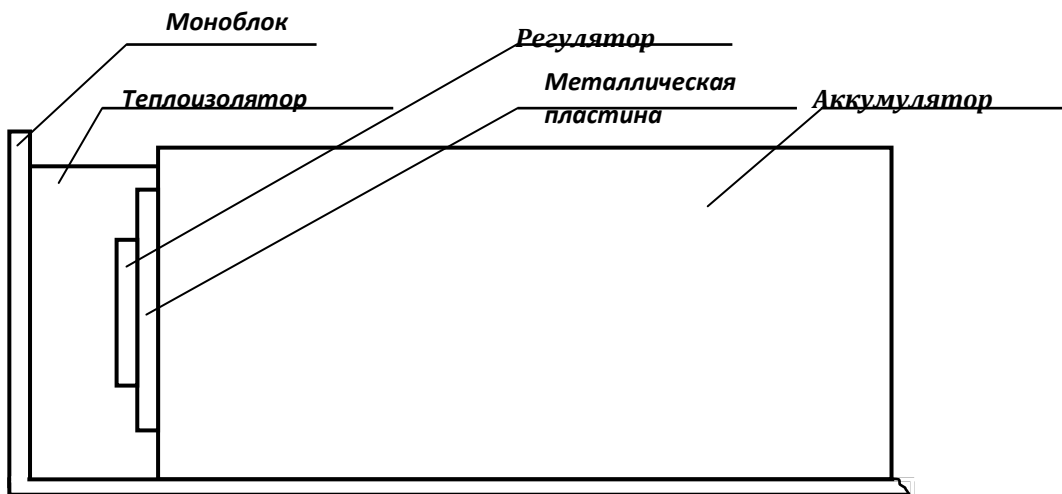 Моноблок
Регулятор
Металлическая
пластина
Теплоизолятор
Аккумулятор